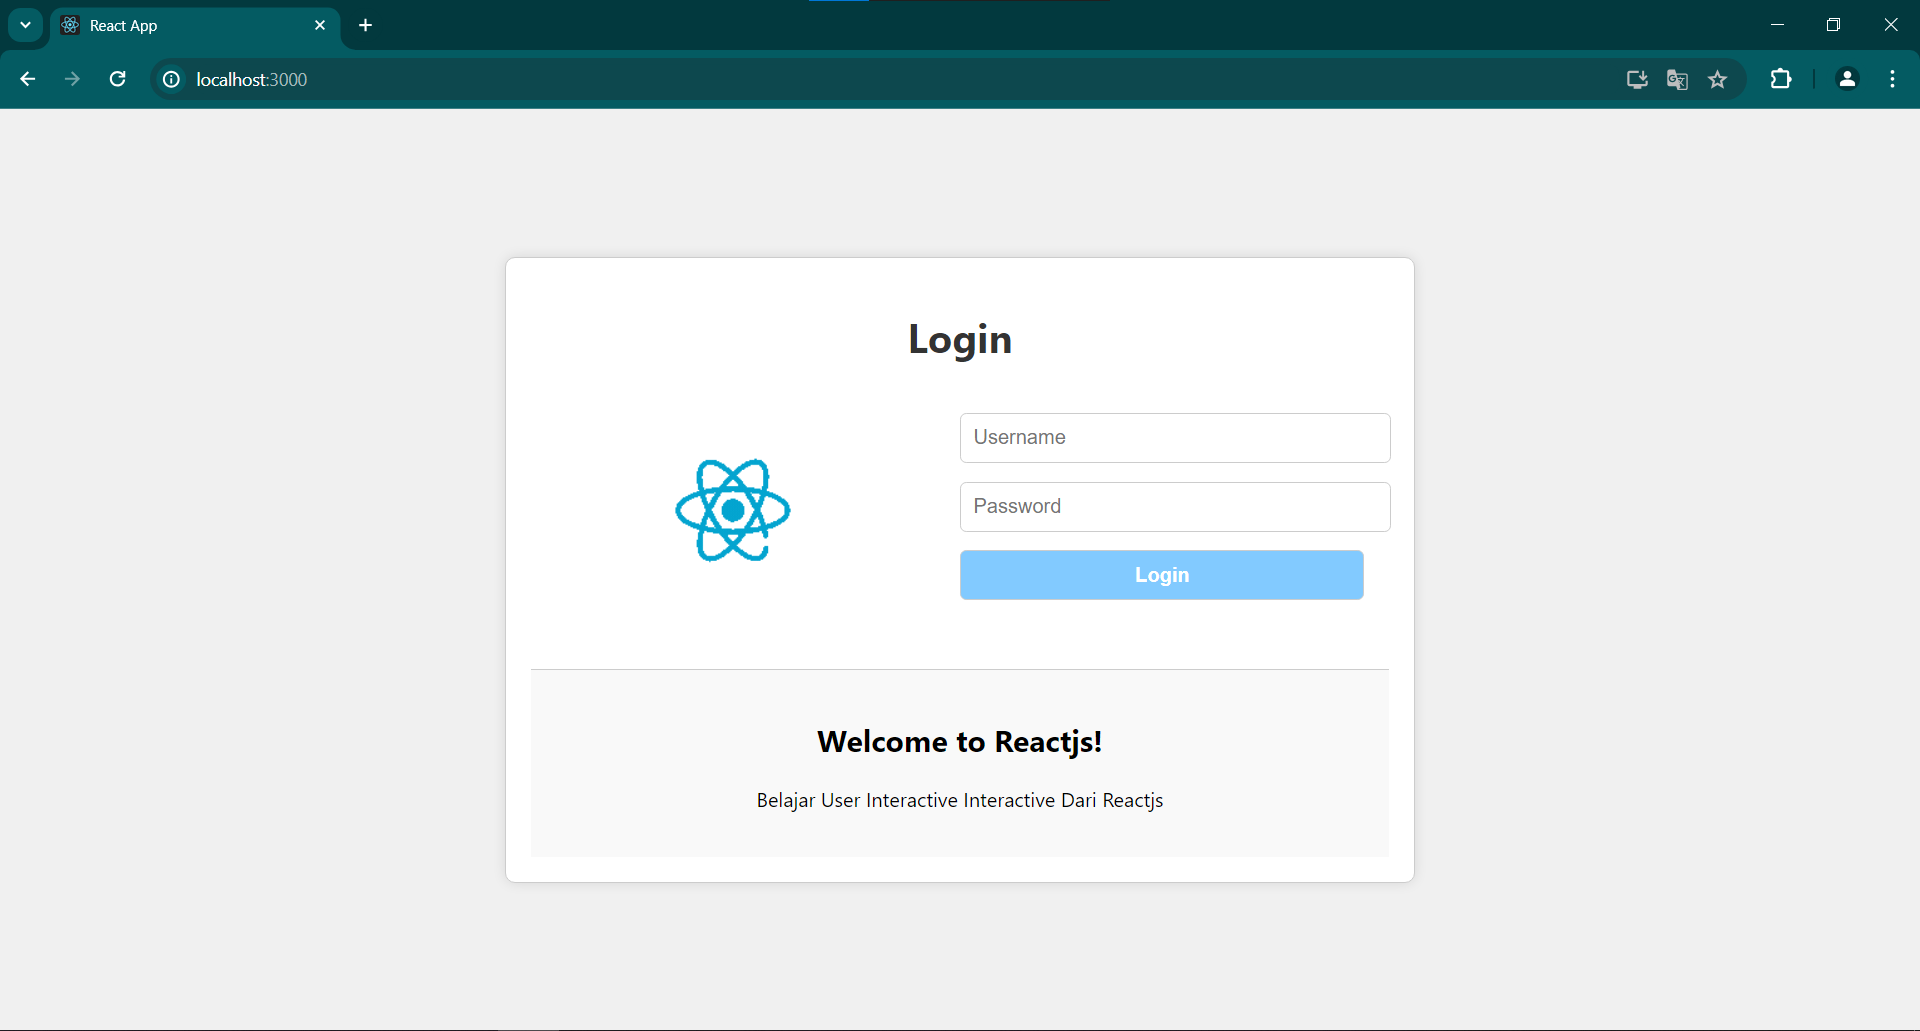 React App
localhost:3000
Login
Username
Password
Login
Welcome to Reactjs!
Belajar User Interactive Interactive Dari Reactjs